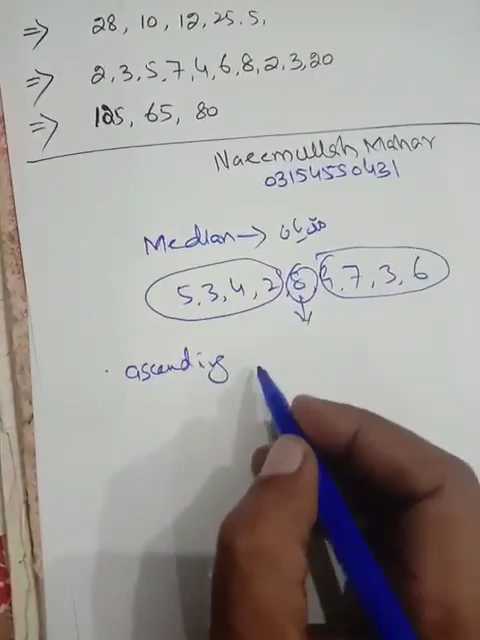 ⇒ 28, 10, 12, 25.5,
⇒ 2,3,5,7,4,6,8,2,3,20
⇒ 125, 65, 80
Naeemullah Mahar
03154550431
Median →
5,3,4,2,8,5,7,3,6
ascending